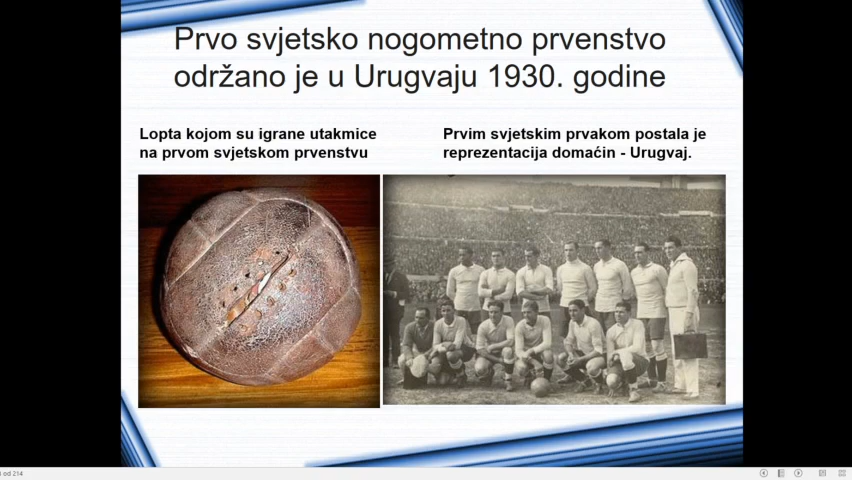 Prvo svjetsko nogometno prvenstvo
održano je u Urugvaju 1930. godine
Lopta kojom su igrane utakmice
na prvom svjetskom prvenstvu
Prvim svjetskim prvakom postala je
reprezentacija domaćin - Urugvaj.
od 214